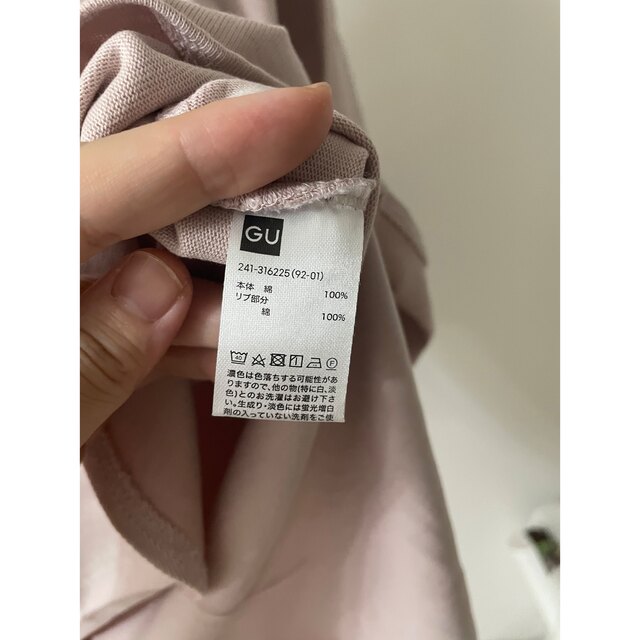 GU
241-316225(92-01)
本体 綿 100%
リブ部分
綿 100%
40
F
濃色は色落ちする可能性があ
りますので、他の物(特に白、淡
色)とのお洗濯はお避け下さ
い。生成り・淡色には蛍光増白
剤の入っていない洗剤をご使